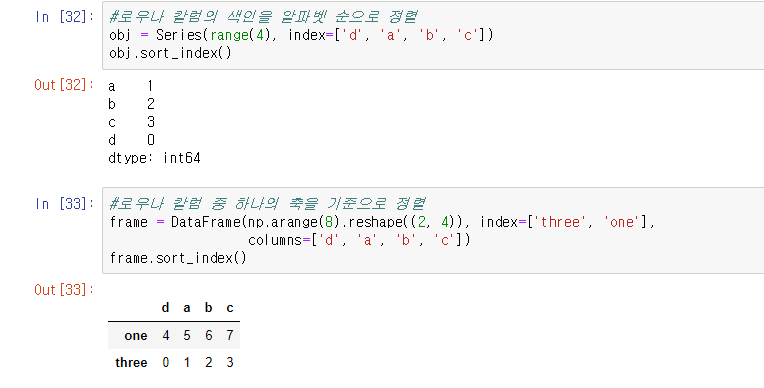 In [32]: #로우나 칼럼의 색인을 알파벳 순으로 정렬
obj = Series(range(4), index=['d', 'a', 'b', 'c'])
obj.sort_index()
Out[32]: a 1
b 2
c 3
d 0
dtype: int64
In [33]: #로우나 칼럼 중 하나의 축을 기준으로 정렬
frame = DataFrame(np.arange(8).reshape((2, 4)), index=['three', 'one'],
columns=['d', 'a', 'b', 'c'])
frame.sort_index()
Out[33]:
d a b c
one 4 5 6 7
three 0 1 2 3